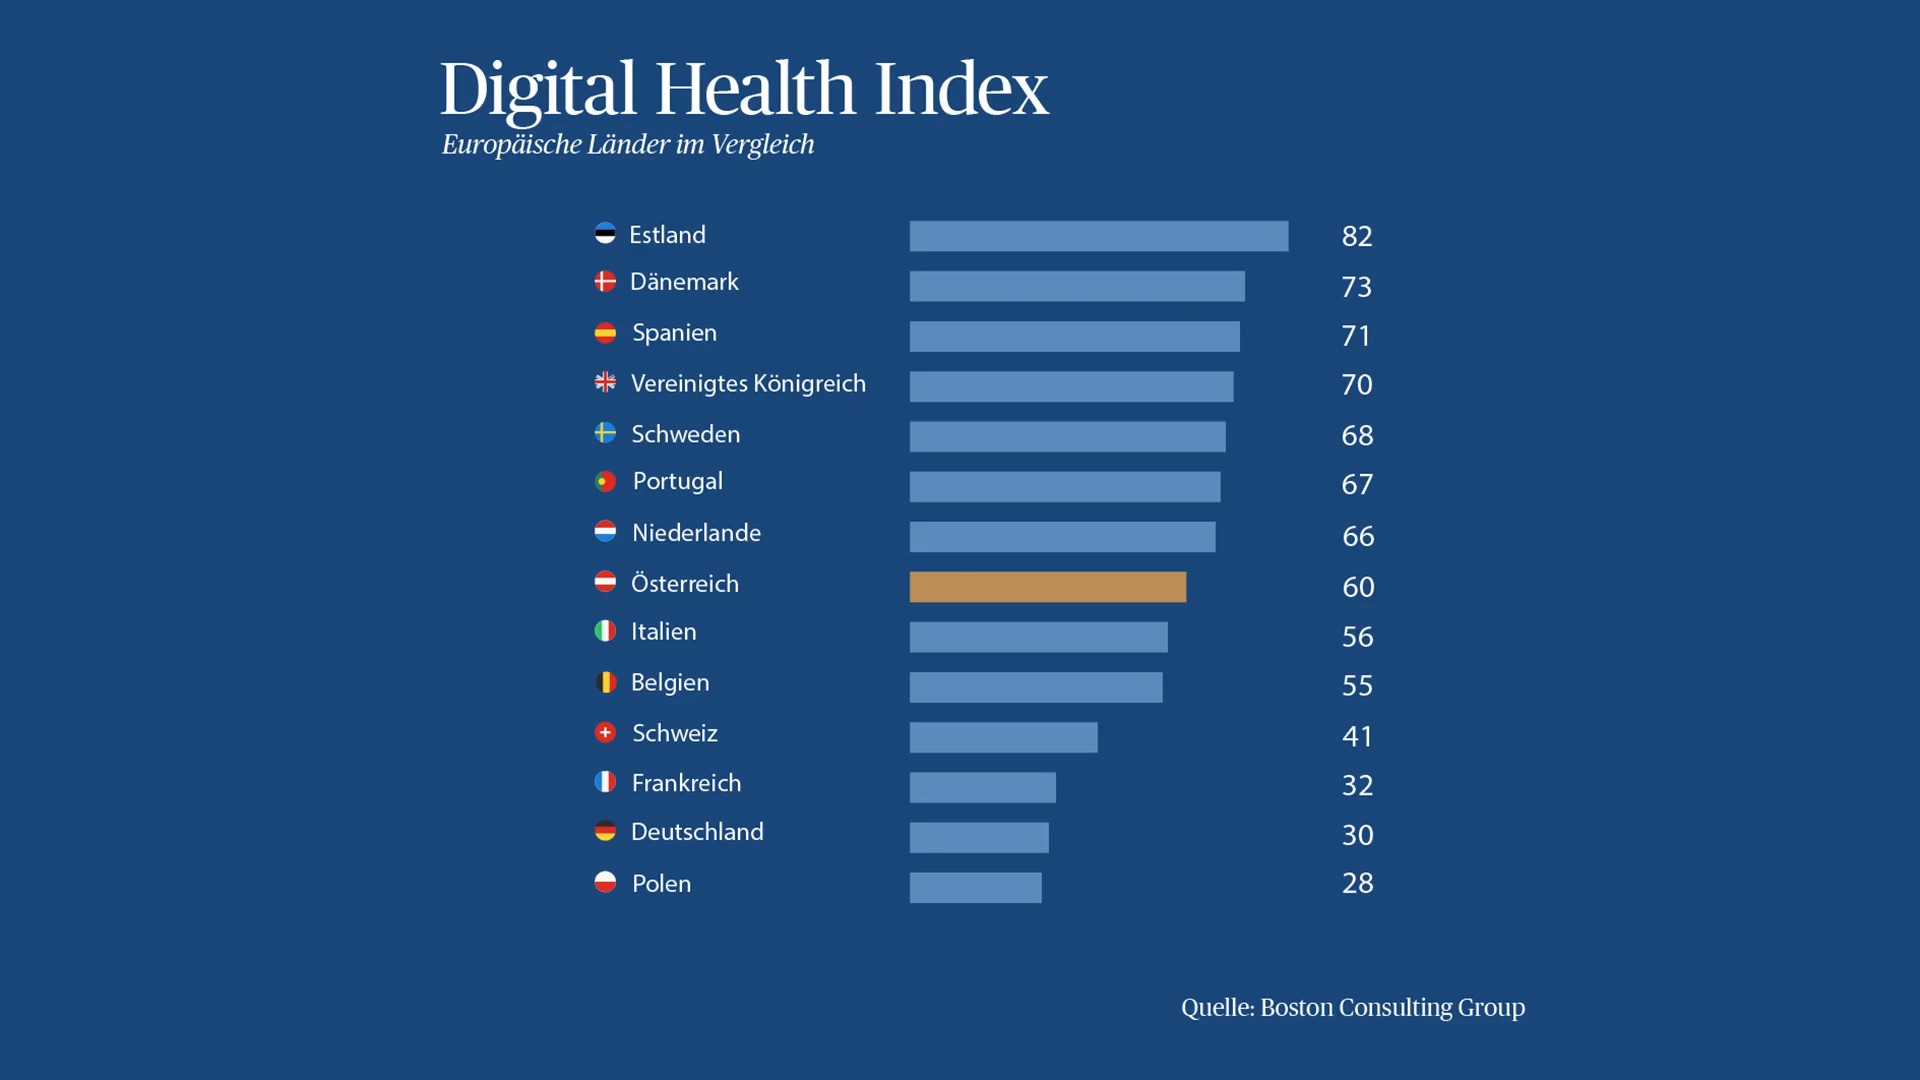 Digital Health Index
Europäische Länder im Vergleich
Estland 82
Dänemark 73
Spanien 71
Vereinigtes Königreich 70
Schweden 68
Portugal 67
Niederlande 66
Österreich 60
Italien 56
Belgien 55
Schweiz 41
Frankreich 32
Deutschland 30
Polen 28
Quelle: Boston Consulting Group